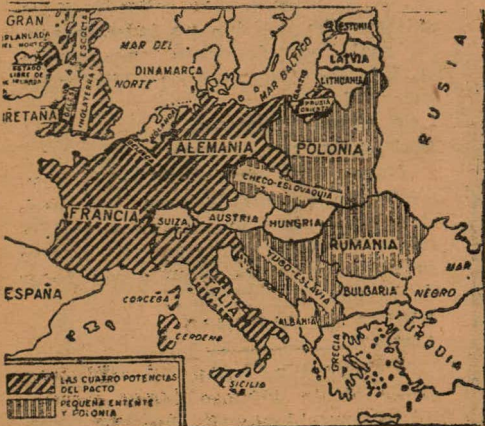 GRAN
IRLANDA
DEL NORTE
ESCOCIA
ESTADO
LIBRE DE
IRLANDA
INGLATERRA
BRETAÑA
MAR DEL
NORTE
DINAMARCA
MAR BALTICO
ESTONIA
LATVIA
LITHUANIA
PRUSIA
ORIENTAL
RUSIA
ALEMANIA
POLONIA
CHECO-ESLOVAQUIA
FRANCIA
SUIZA
AUSTRIA
HUNGRIA
RUMANIA
YUGO-ESLAVIA
ITALIA
BULGARIA
MAR
NEGRO
ESPAÑA
CORCEGA
CERDEÑA
ALBANIA
GRECIA
TURQUIA
SICILIA
LAS CUATRO POTENCIAS
DEL PACTO
PEQUEÑA ENTENTE
Y POLONIA